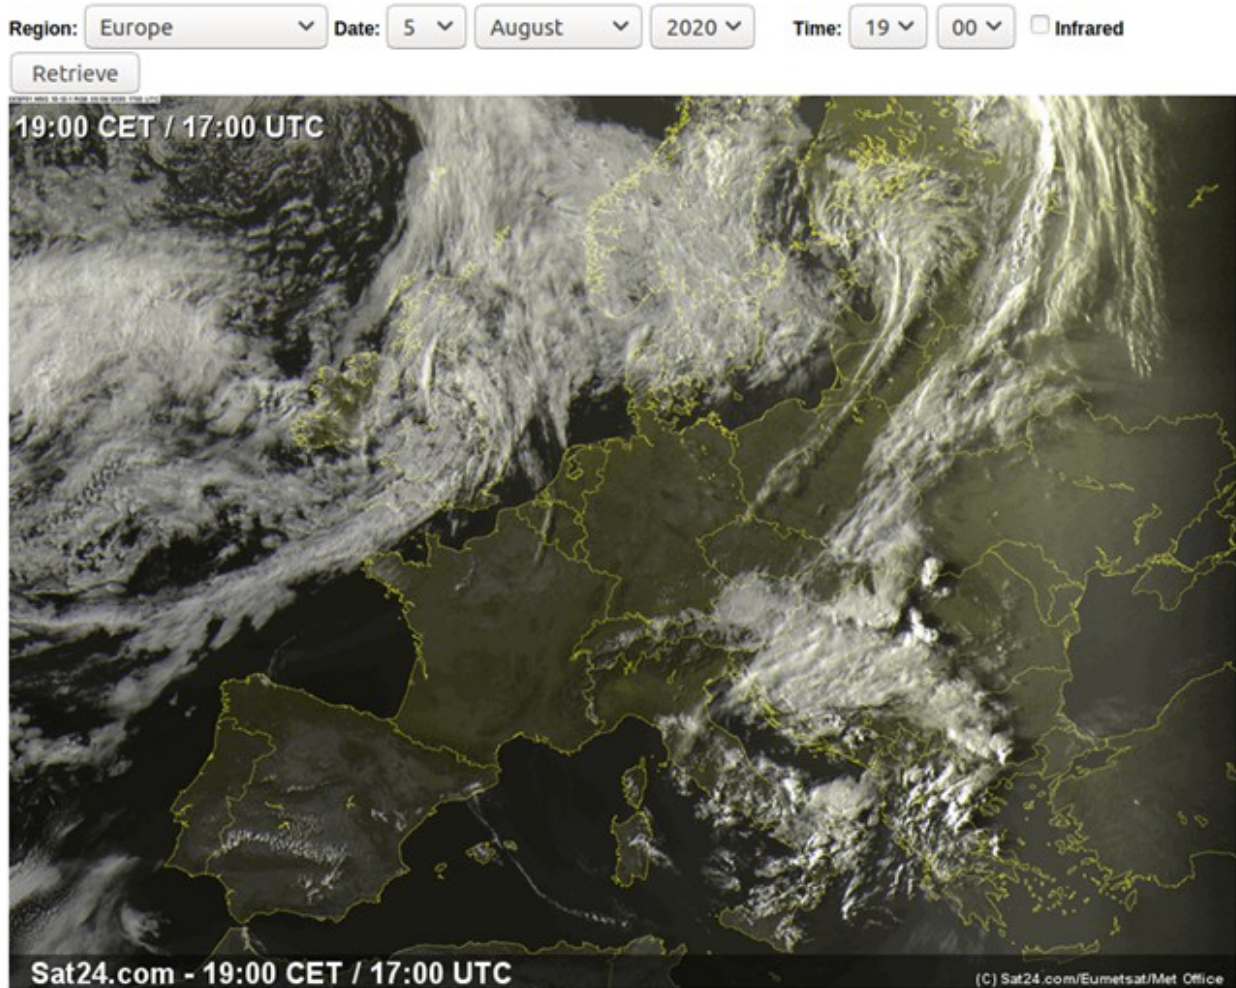 Region: Europe Date: 5 August 2020 Time: 19 00 Infrared
Retrieve
19:00 CET / 17:00 UTC
Sat24.com - 19:00 CET / 17:00 UTC
(C) Sat24.com/Eumetsat/Met Office